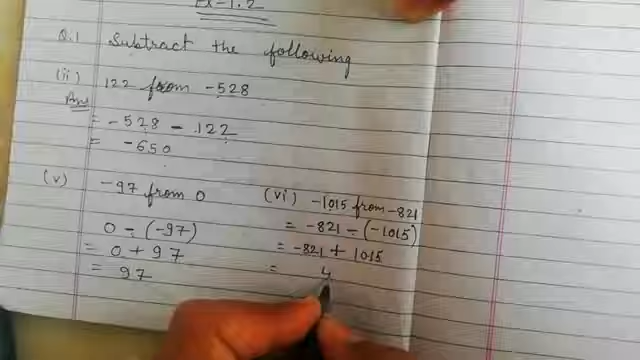 Ex-1.2
Q.1 Subtract the following
(ii) 122 from -528
Ans
= -528 - 122
= -650
(v) -97 from 0
0 - (-97)
= 0 + 97
= 97
(vi) -1015 from -821
= -821 - (-1015)
= -821 + 1015
= 4